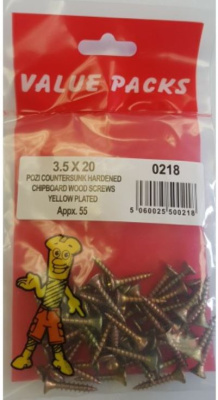 VALUE PACKS
3.5 X 20
POZI COUNTERSUNK HARDENED
CHIPBOARD WOOD SCREWS
YELLOW PLATED
Appx. 55
0218
5 060025 500218